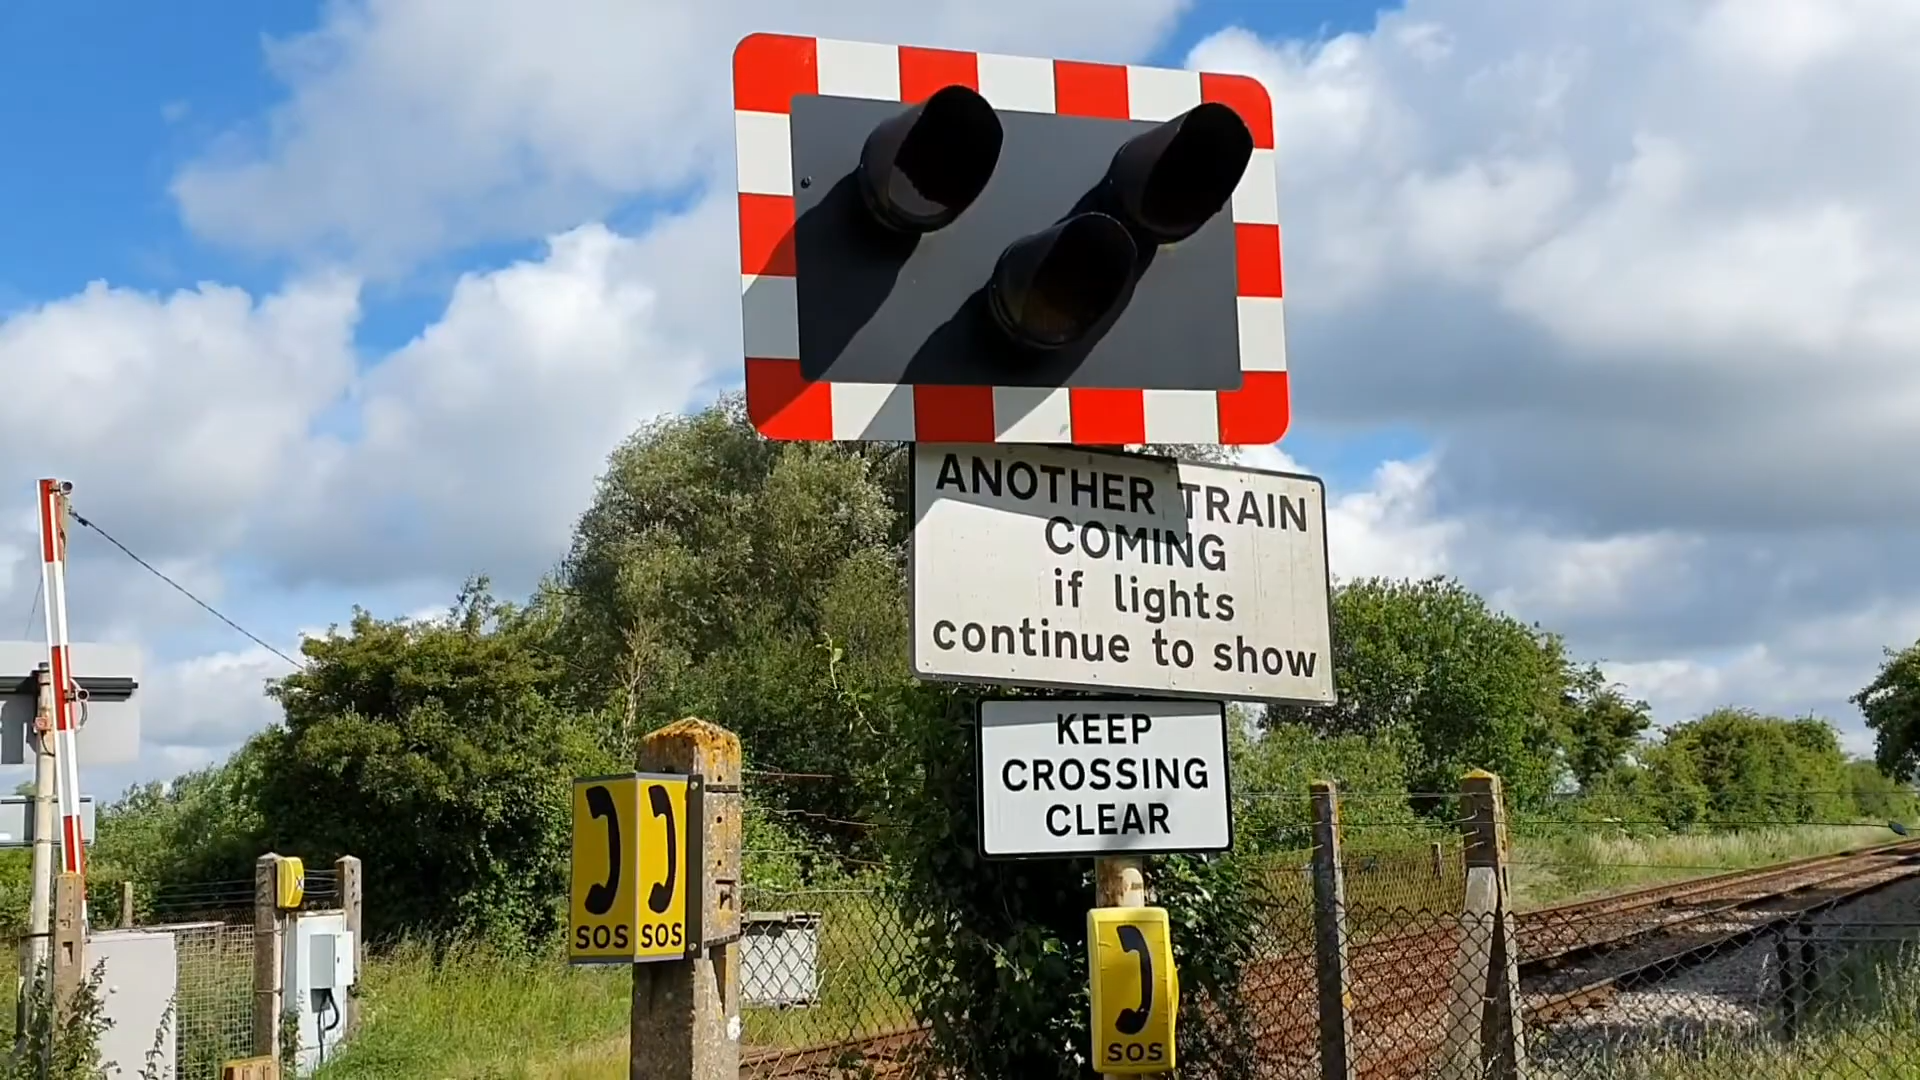 ANOTHER TRAIN
COMING
if lights
continue to show
KEEP
CROSSING
CLEAR
SOS SOS
SOS